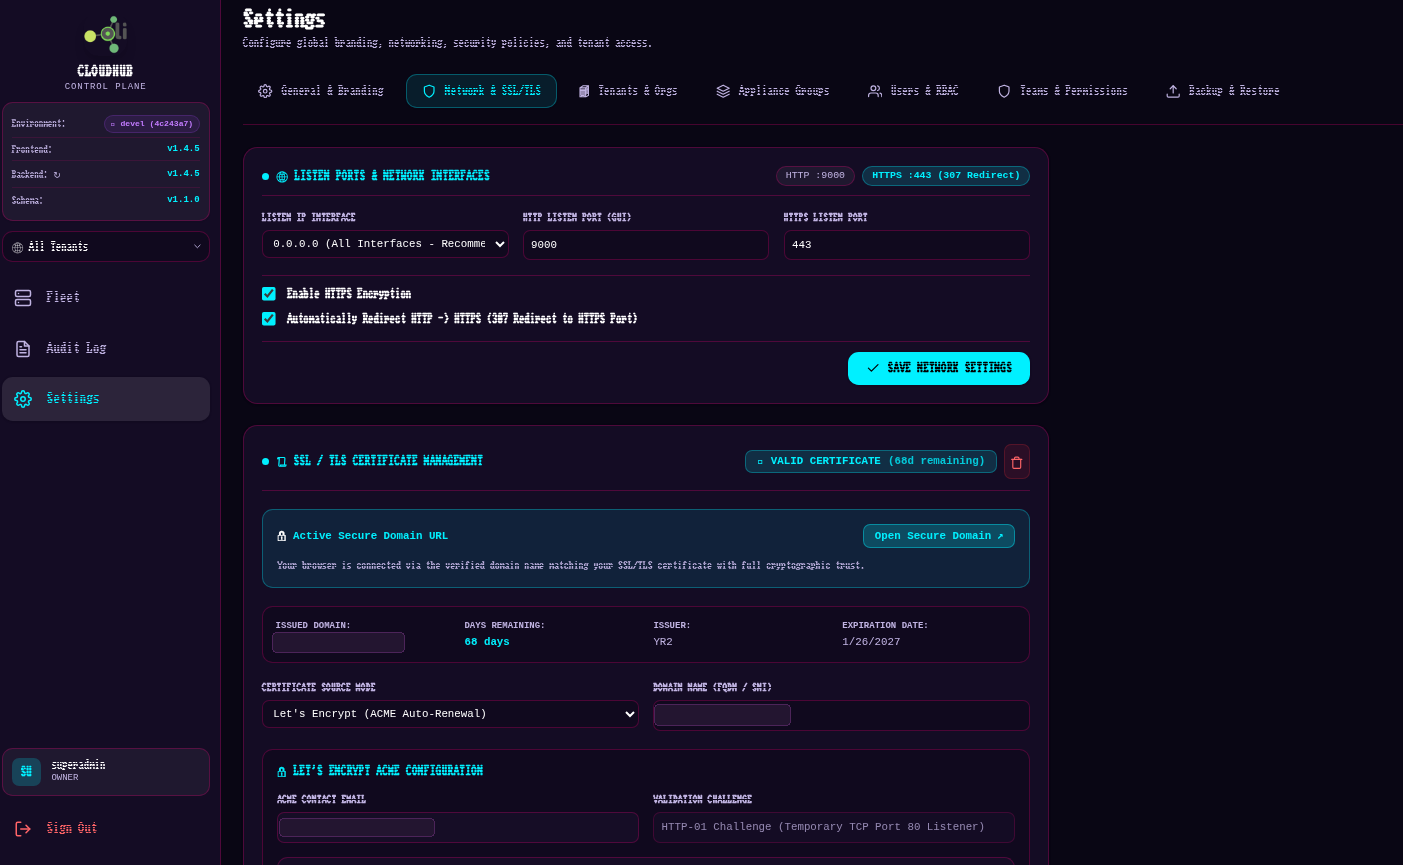 li
CLOUDHUB
CONTROL PLANE
Environment: devel (4c243a7)
Frontend: v1.4.5
Backend: ↻ v1.4.5
Schema: v1.1.0
All Tenants
Fleet
Audit Log
Settings
superadmin
SU
OWNER
Sign Out
Settings
Configure global branding, networking, security policies, and tenant access.
General & Branding
Network & SSL/TLS
Tenants & Orgs
Appliance Groups
Users & RBAC
Teams & Permissions
Backup & Restore
LISTEN PORTS & NETWORK INTERFACES
HTTP :9000
HTTPS :443 (307 Redirect)
LISTEN IP INTERFACE
HTTP LISTEN PORT (GUI)
HTTPS LISTEN PORT
0.0.0.0 (All Interfaces - Recomme
9000
443
Enable HTTPS Encryption
Automatically Redirect HTTP -> HTTPS (307 Redirect to HTTPS Port)
SAVE NETWORK SETTINGS
SSL / TLS CERTIFICATE MANAGEMENT
VALID CERTIFICATE (68d remaining)
Active Secure Domain URL
Open Secure Domain ↗
Your browser is connected via the verified domain name matching your SSL/TLS certificate with full cryptographic trust.
ISSUED DOMAIN:
DAYS REMAINING:
68 days
ISSUER:
YR2
EXPIRATION DATE:
1/26/2027
CERTIFICATE SOURCE MODE
DOMAIN NAME (FQDN / SNI)
Let's Encrypt (ACME Auto-Renewal)
LET'S ENCRYPT ACME CONFIGURATION
ACME CONTACT EMAIL
VALIDATION CHALLENGE
HTTP-01 Challenge (Temporary TCP Port 80 Listener)